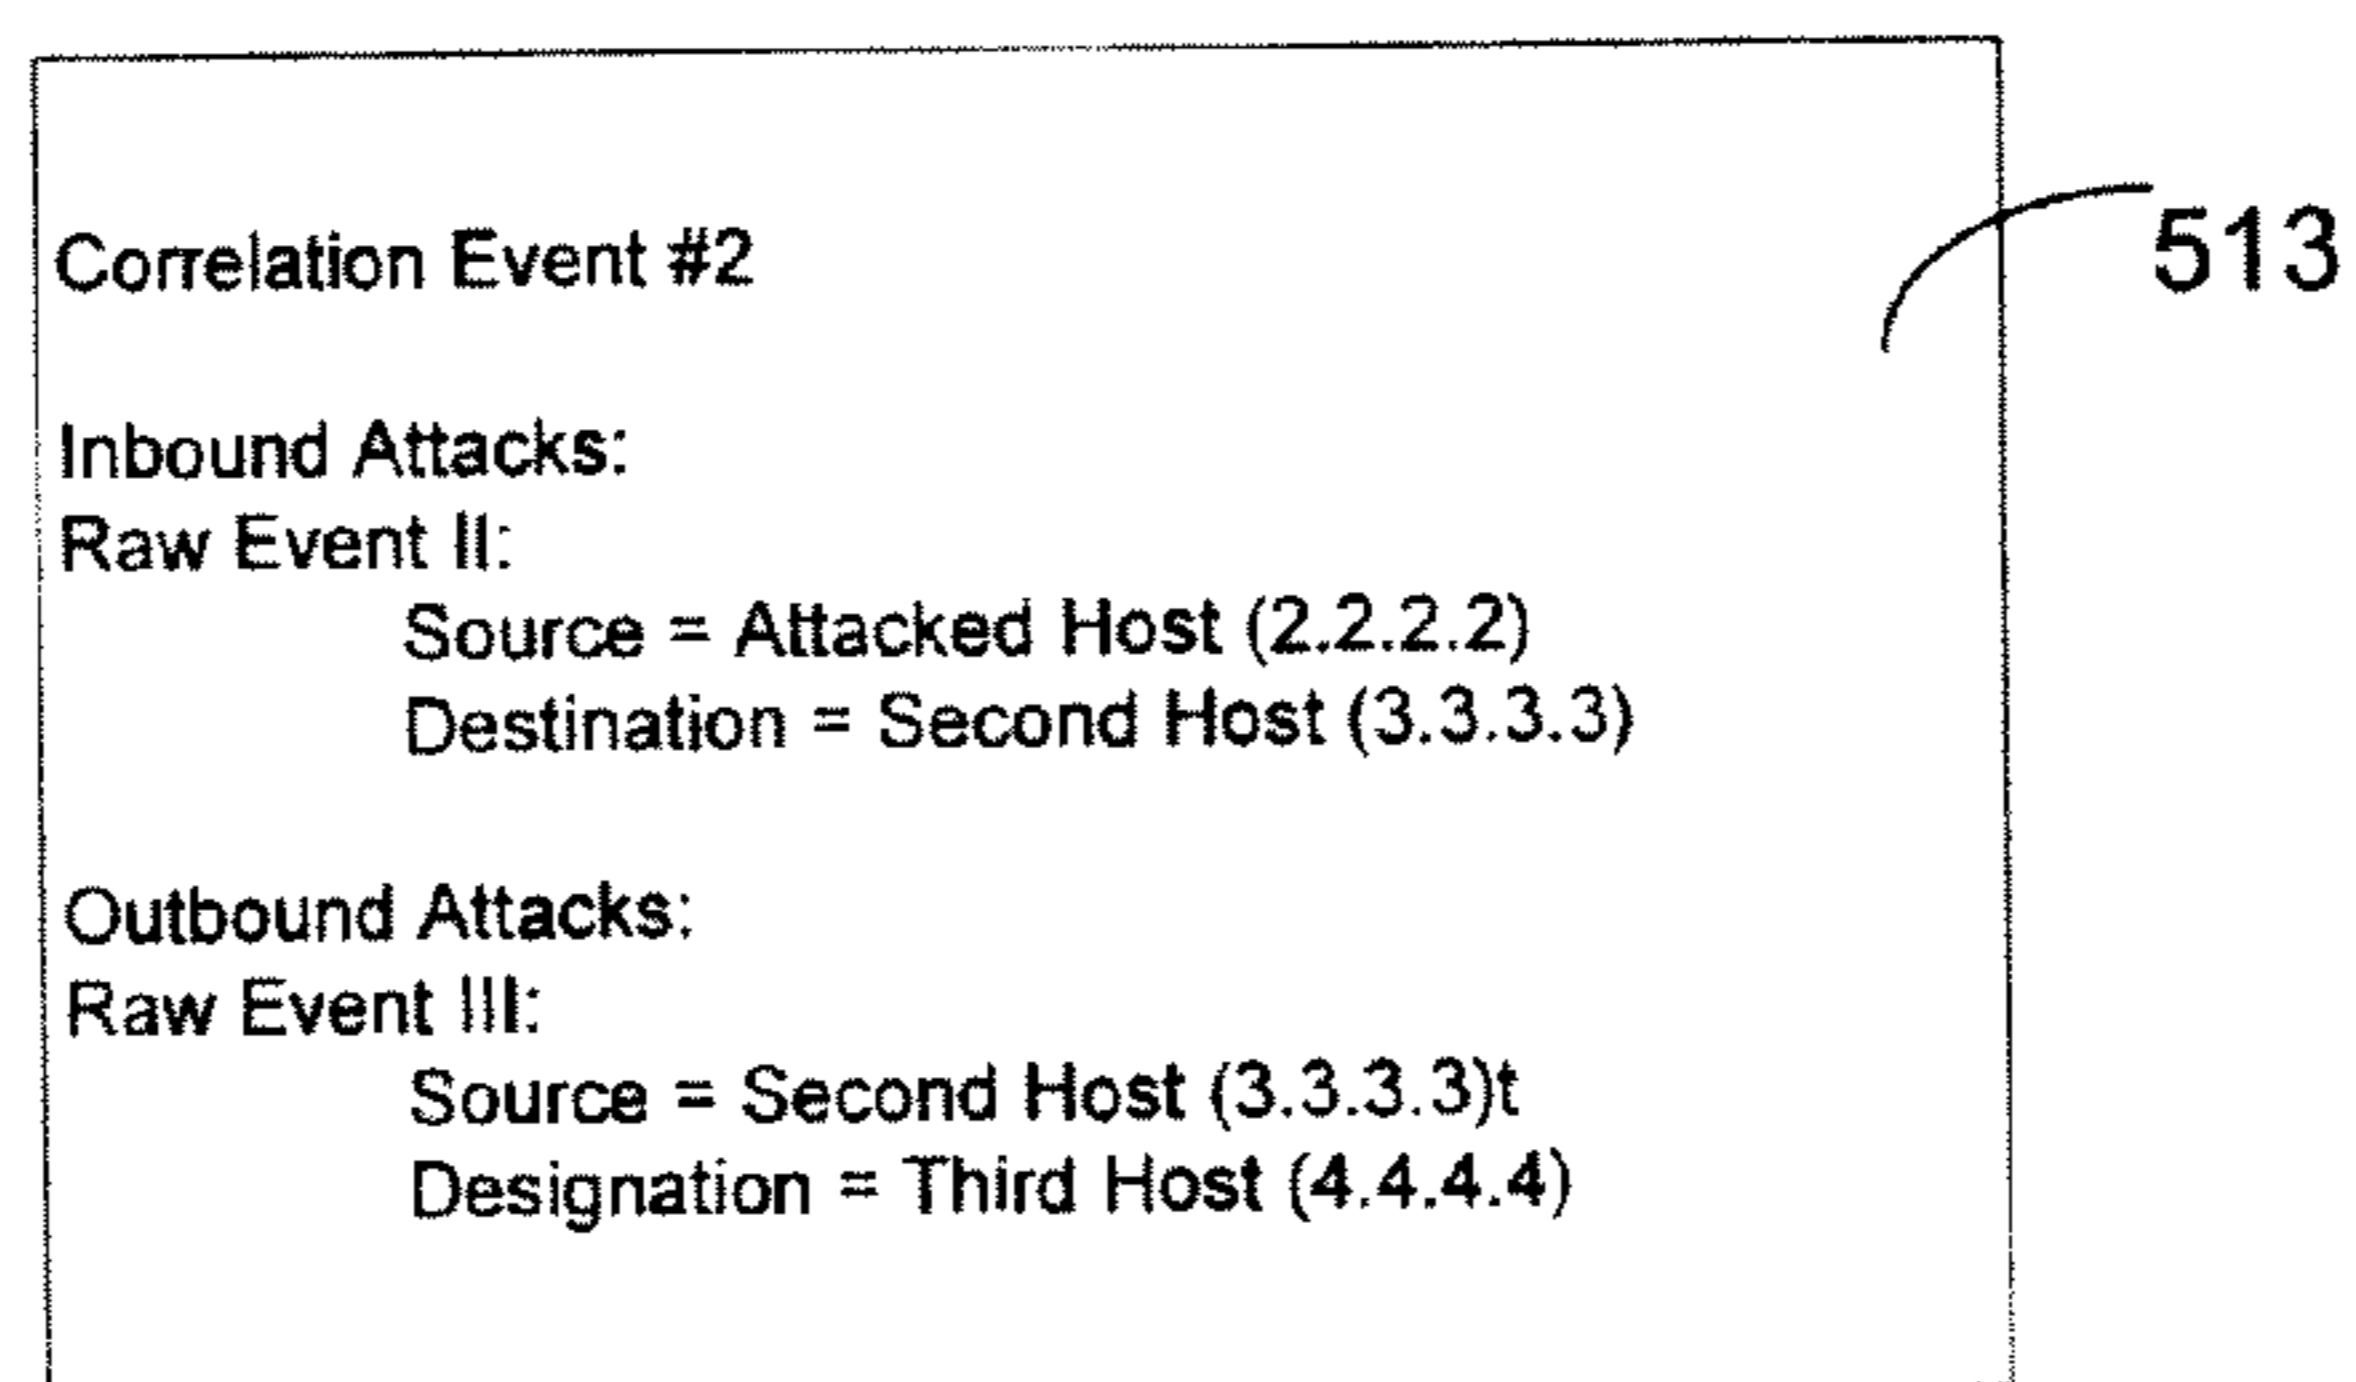 Correlation Event #2
513
Inbound Attacks:
Raw Event II:
Source = Attacked Host (2.2.2.2)
Destination = Second Host (3.3.3.3)
Outbound Attacks:
Raw Event III:
Source = Second Host (3.3.3.3)t
Designation = Third Host (4.4.4.4)